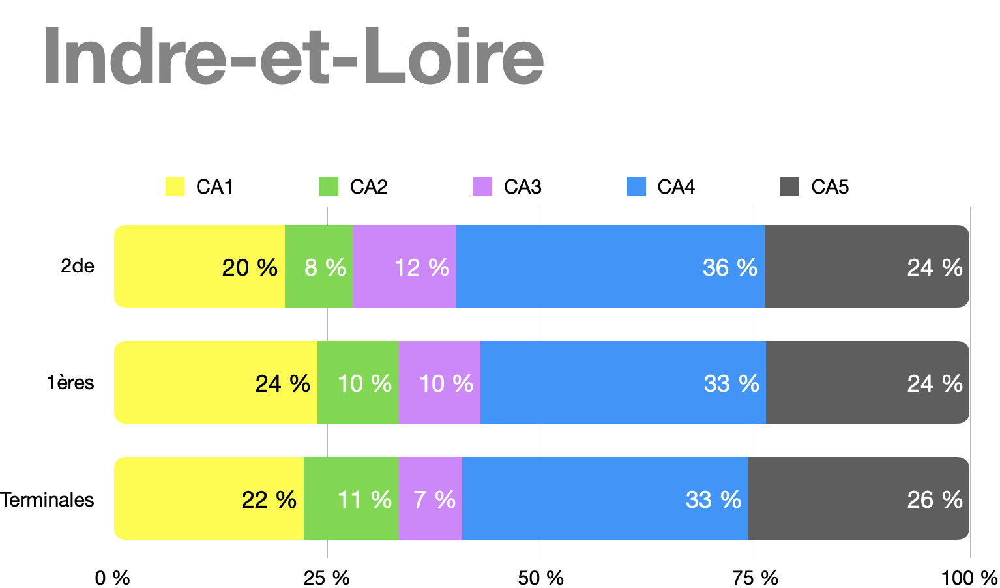 Indre-et-Loire
CA1 CA2 CA3 CA4 CA5
2de 20 % 8 % 12 % 36 % 24 %
1ères 24 % 10 % 10 % 33 % 24 %
Terminales 22 % 11 % 7 % 33 % 26 %
0 % 25 % 50 % 75 % 100 %